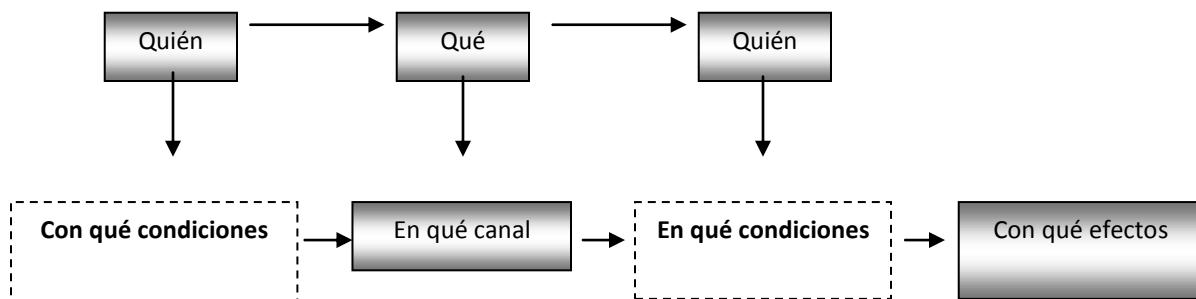 Quién
Qué
Quién
Con qué condiciones
En qué canal
En qué condiciones
Con qué efectos